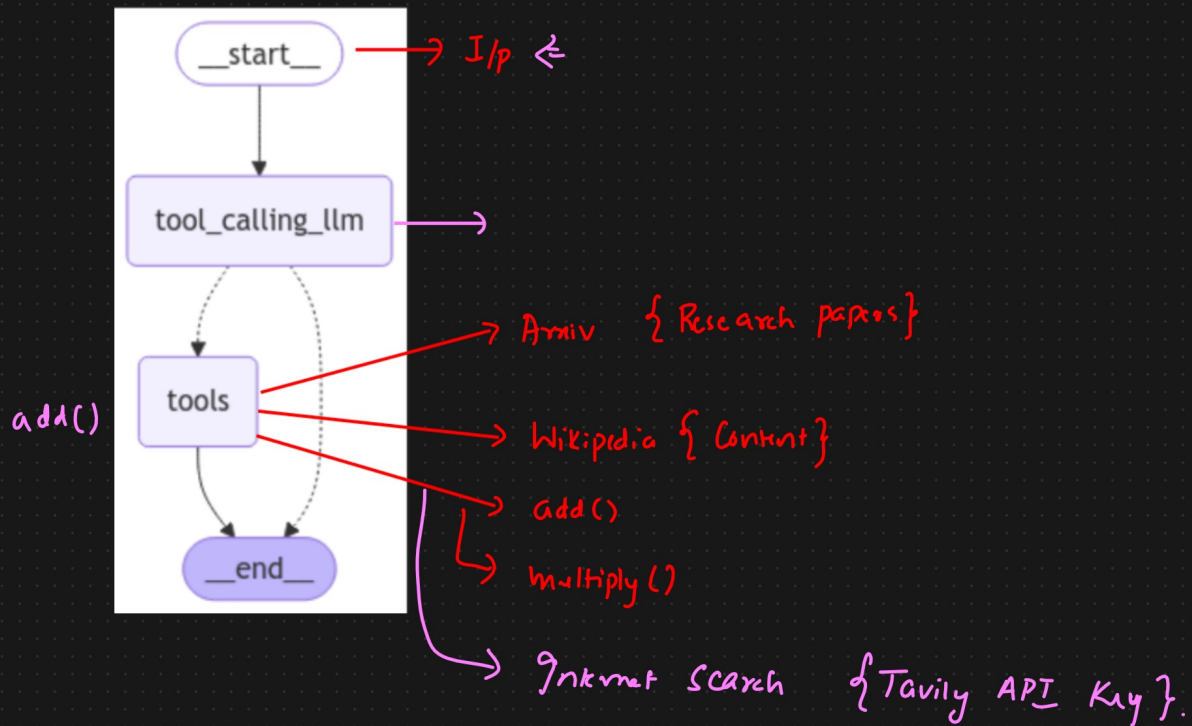 __start__
I/p
tool_calling_llm
Arxiv { Research papers}
tools
add()
Wikipedia { Content}
add()
multiply()
__end__
Internet search {Tavily API Key}.